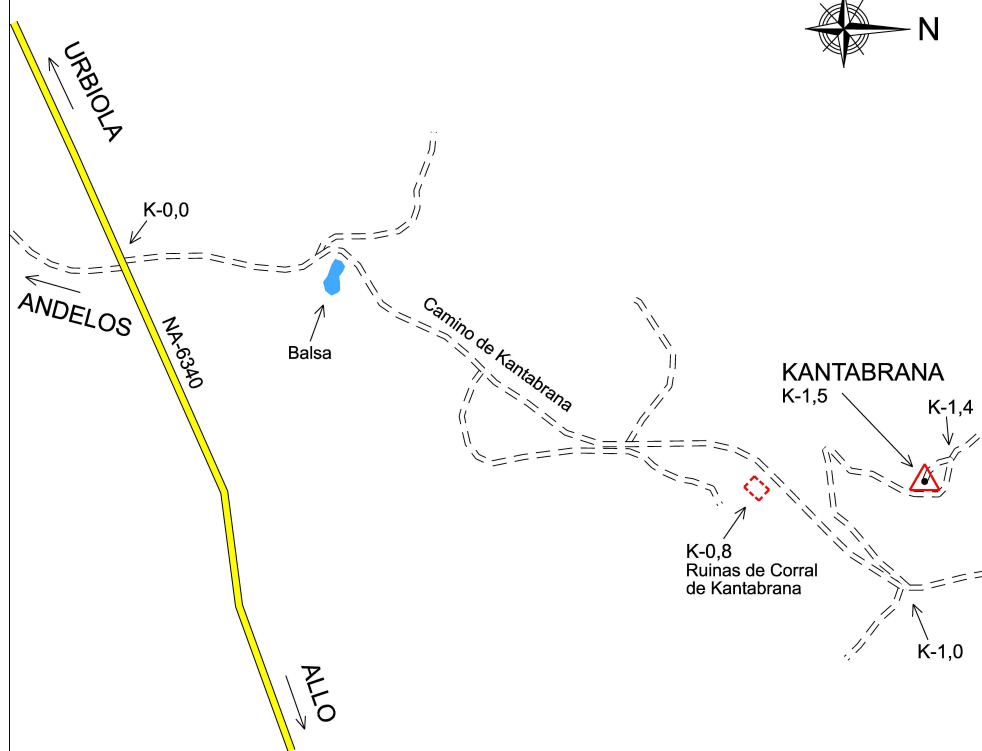 N
URBIOLA
K-0,0
ANDELOS
NA-6340
Balsa
Camino de Kantabrana
KANTABRANA
K-1,5
K-1,4
K-0,8
Ruinas de Corral
de Kantabrana
K-1,0
ALLO